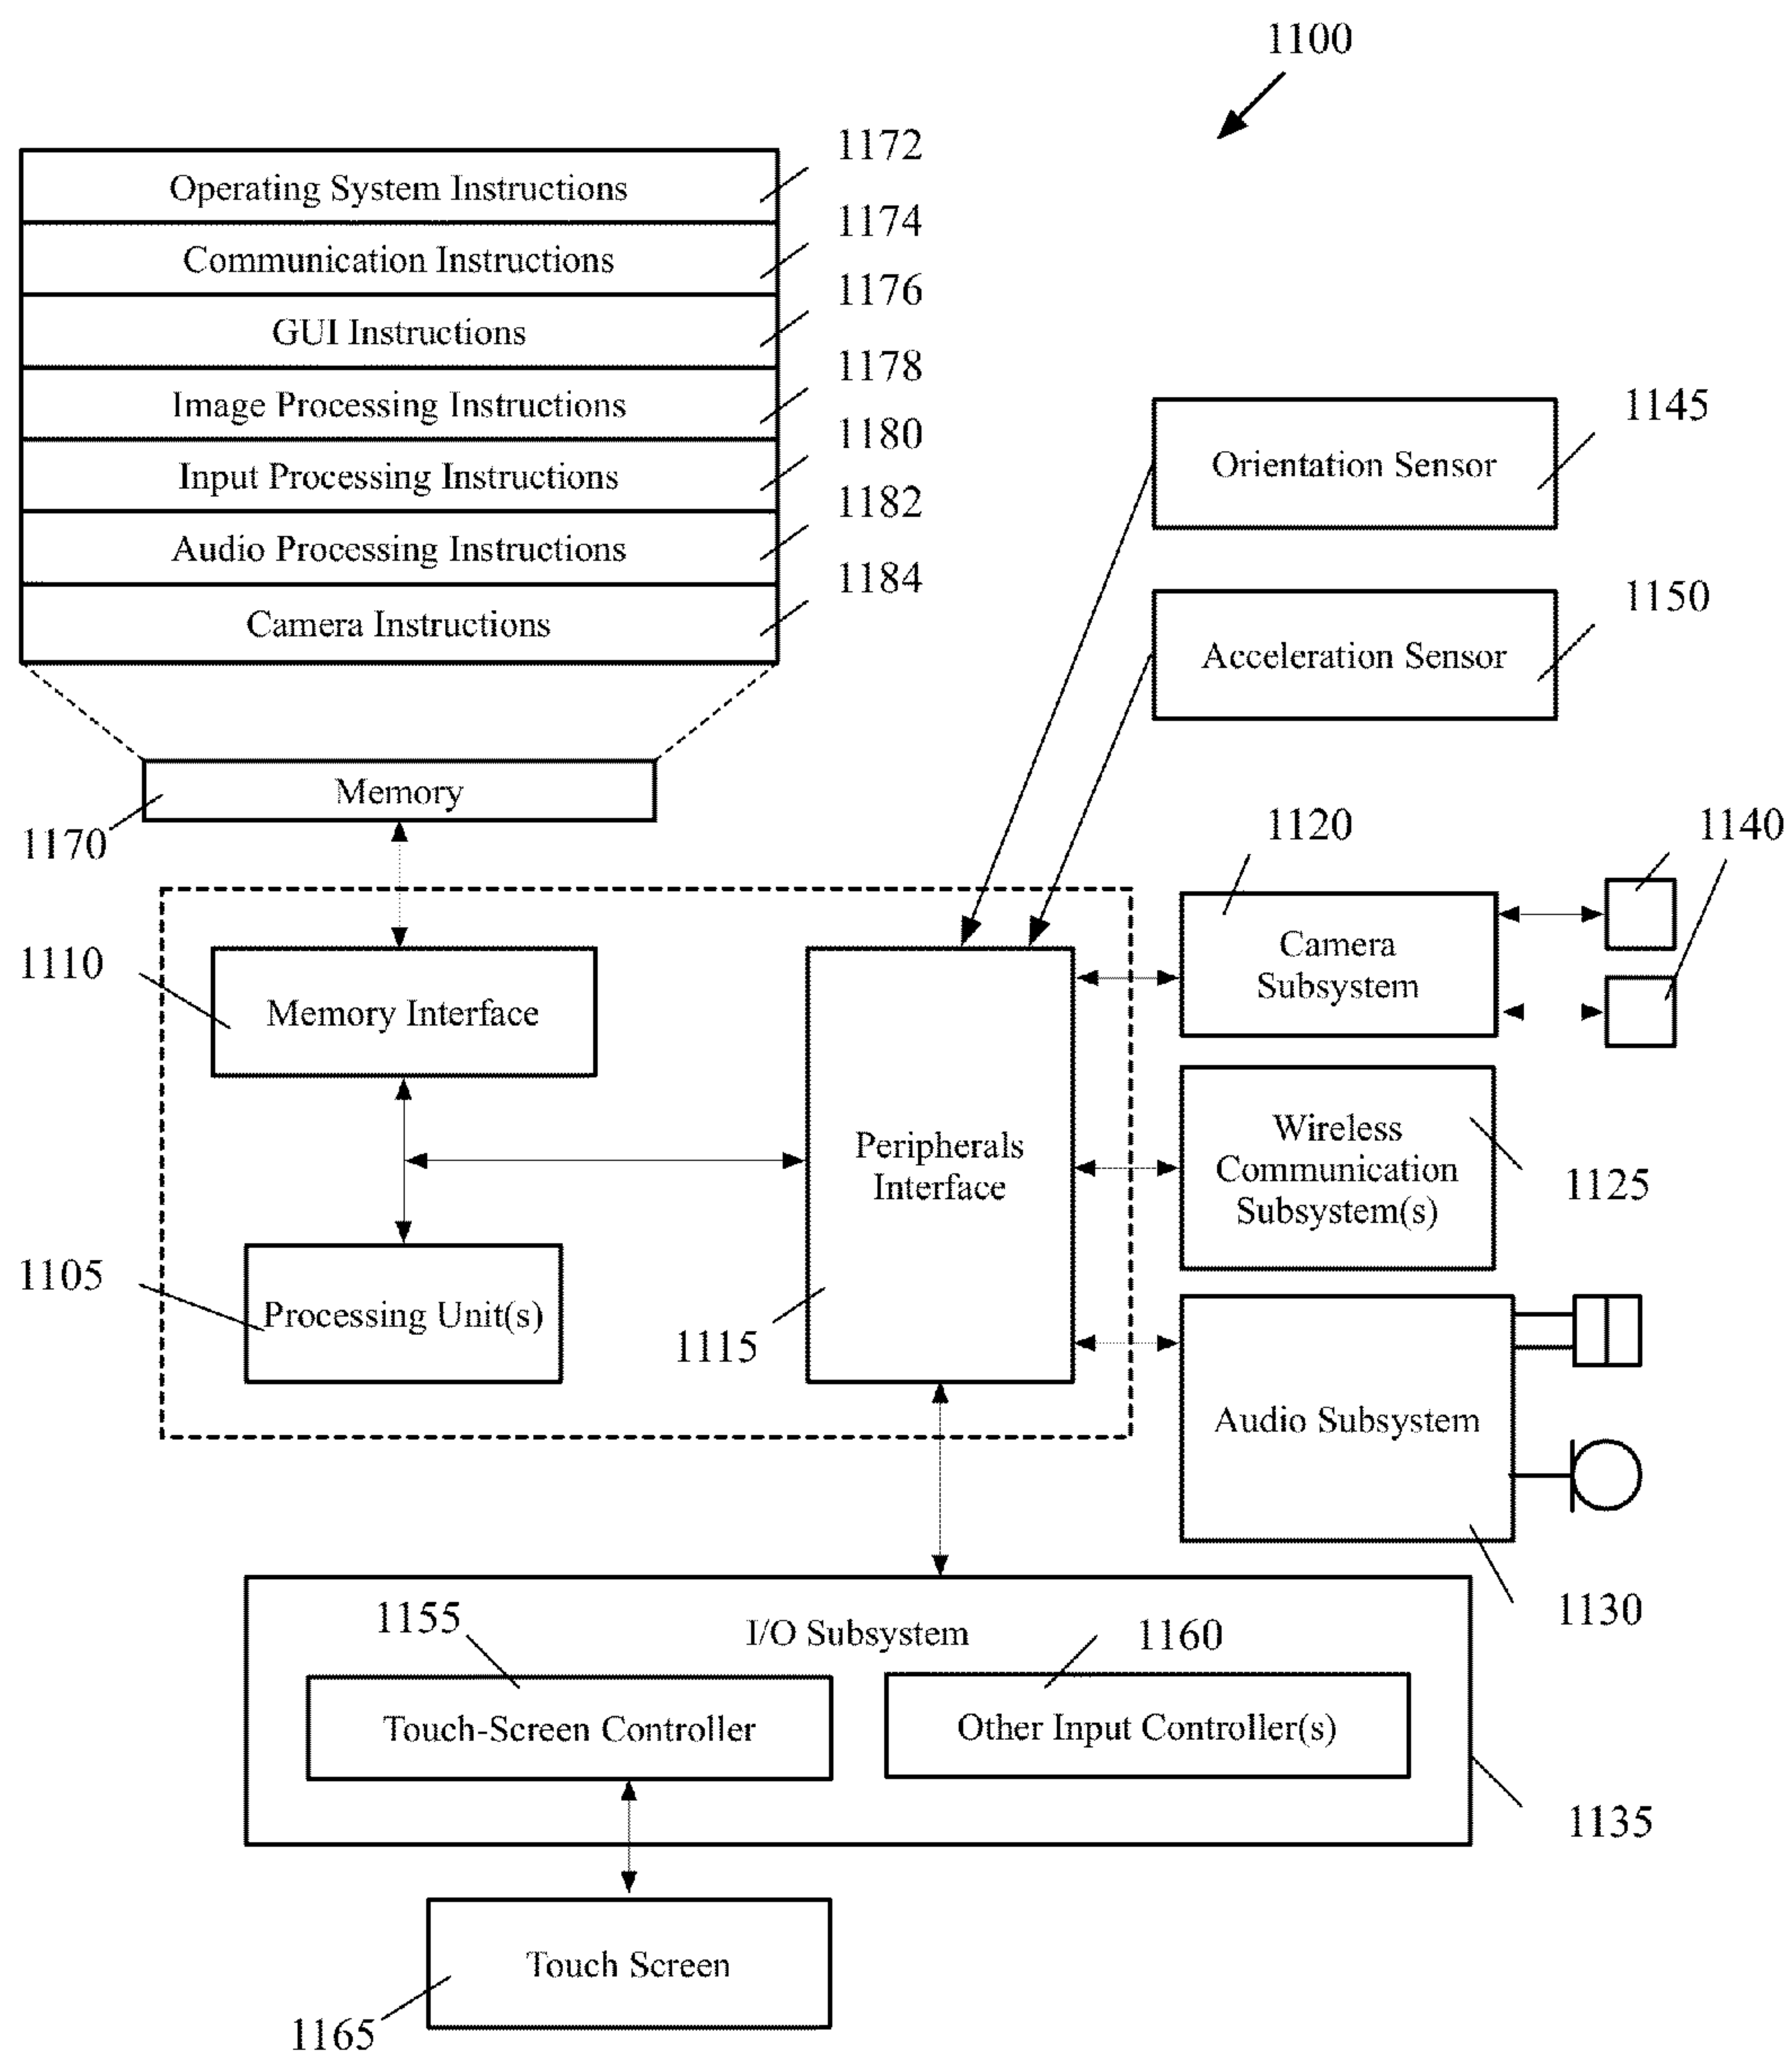 1100
1172
Operating System Instructions
1174
Communication Instructions
1176
GUI Instructions
1178
Image Processing Instructions
1180
Input Processing Instructions
1182
Audio Processing Instructions
1184
Camera Instructions
1145
Orientation Sensor
1150
Acceleration Sensor
Memory
1170
1120
1140
Camera
Subsystem
1110
Memory Interface
Peripherals
Interface
Wireless
Communication
Subsystem(s)
1125
1105
Processing Unit(s)
1115
Audio Subsystem
1130
1155
I/O Subsystem
1160
Touch-Screen Controller
Other Input Controller(s)
1135
Touch Screen
1165